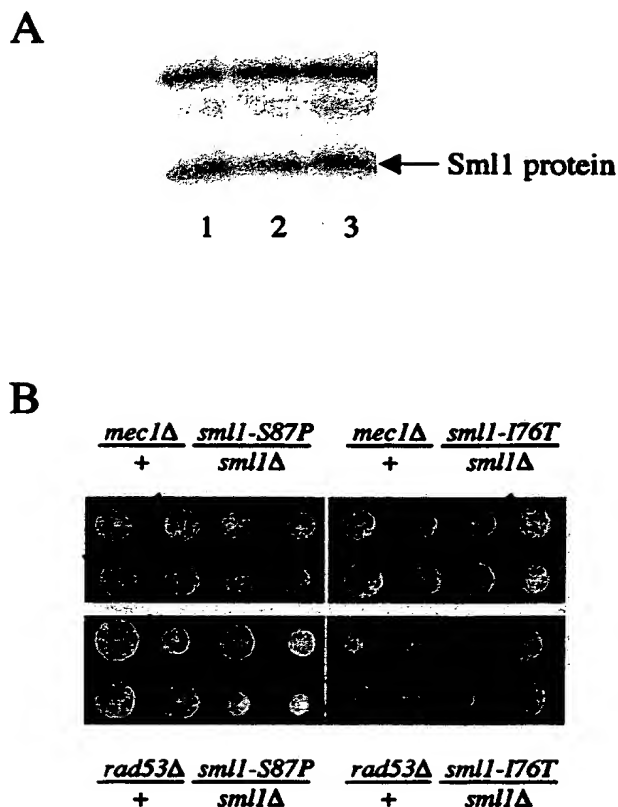 A
Sml1 protein
1 2 3
B
mec1Δ sml1-S87P mec1Δ sml1-I76T
+ sml1Δ + sml1Δ
rad53Δ sml1-S87P rad53Δ sml1-I76T
+ sml1Δ + sml1Δ